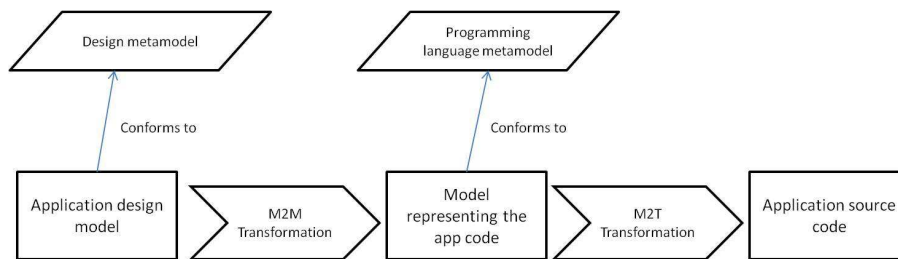 Design metamodel
Programming
language metamodel
Conforms to
Conforms to
Application design
model
M2M
Transformation
Model
representing the
app code
M2T
Transformation
Application source
code